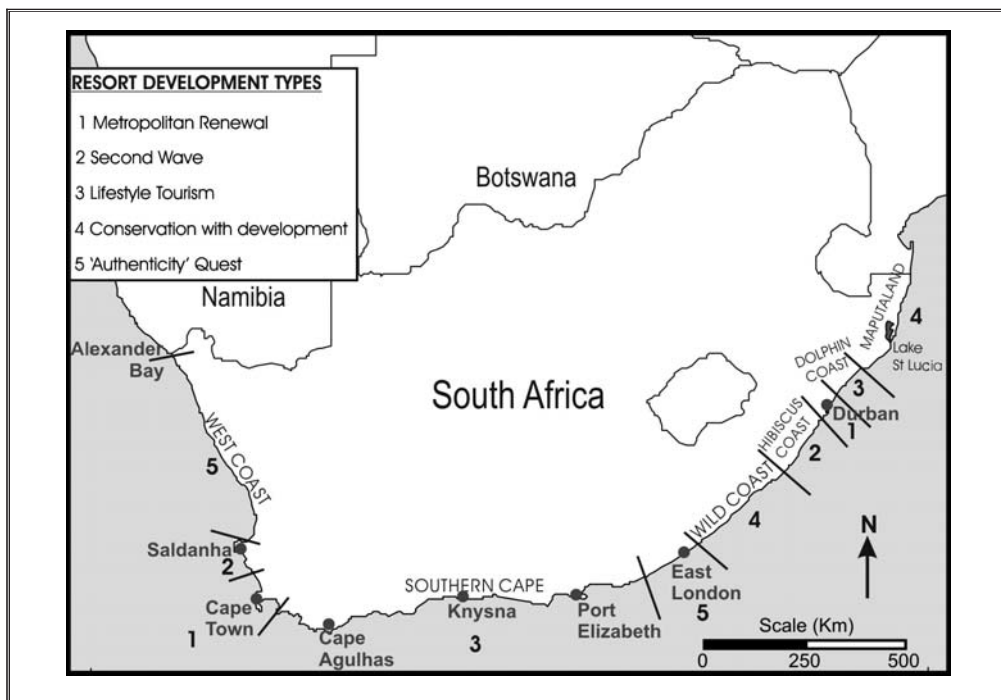 RESORT DEVELOPMENT TYPES
1 Metropolitan Renewal
2 Second Wave
3 Lifestyle Tourism
4 Conservation with development
5 'Authenticity' Quest
Botswana
Namibia
South Africa
Alexander
Bay
WEST COAST
5
Saldanha
2
Cape
Town
1
Cape
Agulhas
SOUTHERN CAPE
Knysna
3
Port
Elizabeth
East
London
5
WILD COAST
4
HIBISCUS
COAST
2
Durban
1
DOLPHIN
COAST
3
MAPUTALAND
4
Lake
St Lucia
N
Scale (Km)
0 250 500